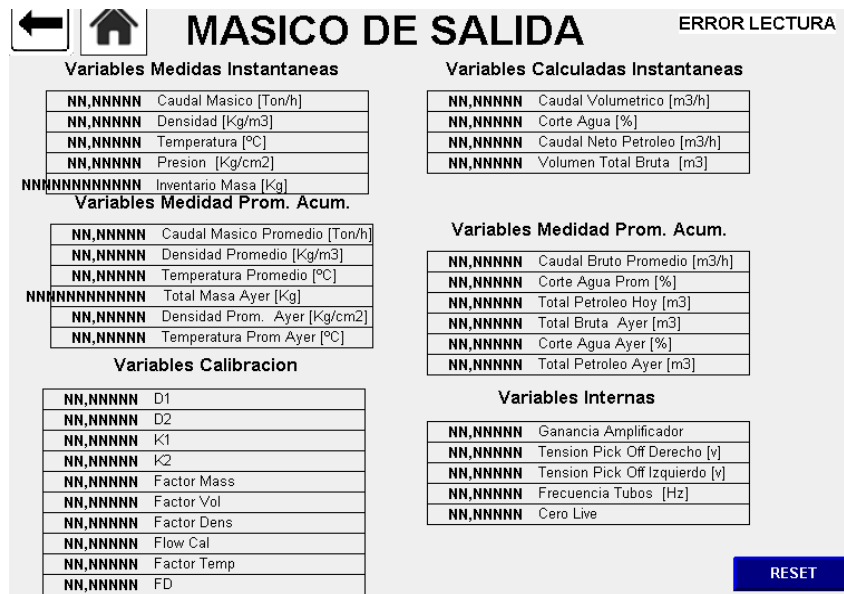 MASICO DE SALIDA
ERROR LECTURA
Variables Medidas Instantaneas
NN,NNNNN Caudal Masico [Ton/h]
NN,NNNNN Densidad [Kg/m3]
NN,NNNNN Temperatura [ºC]
NN,NNNNN Presion [Kg/cm2]
NNNNNNNNNNNN Inventario Masa [Kg]
Variables Medidad Prom. Acum.
NN,NNNNN Caudal Masico Promedio [Ton/h]
NN,NNNNN Densidad Promedio [Kg/m3]
NN,NNNNN Temperatura Promedio [ºC]
NNNNNNNNNNNN Total Masa Ayer [Kg]
NN,NNNNN Densidad Prom. Ayer [Kg/cm2]
NN,NNNNN Temperatura Prom Ayer [ºC]
Variables Calibracion
NN,NNNNN D1
NN,NNNNN D2
NN,NNNNN K1
NN,NNNNN K2
NN,NNNNN Factor Mass
NN,NNNNN Factor Vol
NN,NNNNN Factor Dens
NN,NNNNN Flow Cal
NN,NNNNN Factor Temp
NN,NNNNN FD
Variables Calculadas Instantaneas
NN,NNNNN Caudal Volumetrico [m3/h]
NN,NNNNN Corte Agua [%]
NN,NNNNN Caudal Neto Petroleo [m3/h]
NN,NNNNN Volumen Total Bruta [m3]
Variables Medidad Prom. Acum.
NN,NNNNN Caudal Bruto Promedio [m3/h]
NN,NNNNN Corte Agua Prom [%]
NN,NNNNN Total Petroleo Hoy [m3]
NN,NNNNN Total Bruta Ayer [m3]
NN,NNNNN Corte Agua Ayer [%]
NN,NNNNN Total Petroleo Ayer [m3]
Variables Internas
NN,NNNNN Ganancia Amplificador
NN,NNNNN Tension Pick Off Derecho [v]
NN,NNNNN Tension Pick Off Izquierdo [v]
NN,NNNNN Frecuencia Tubos [Hz]
NN,NNNNN Cero Live
RESET